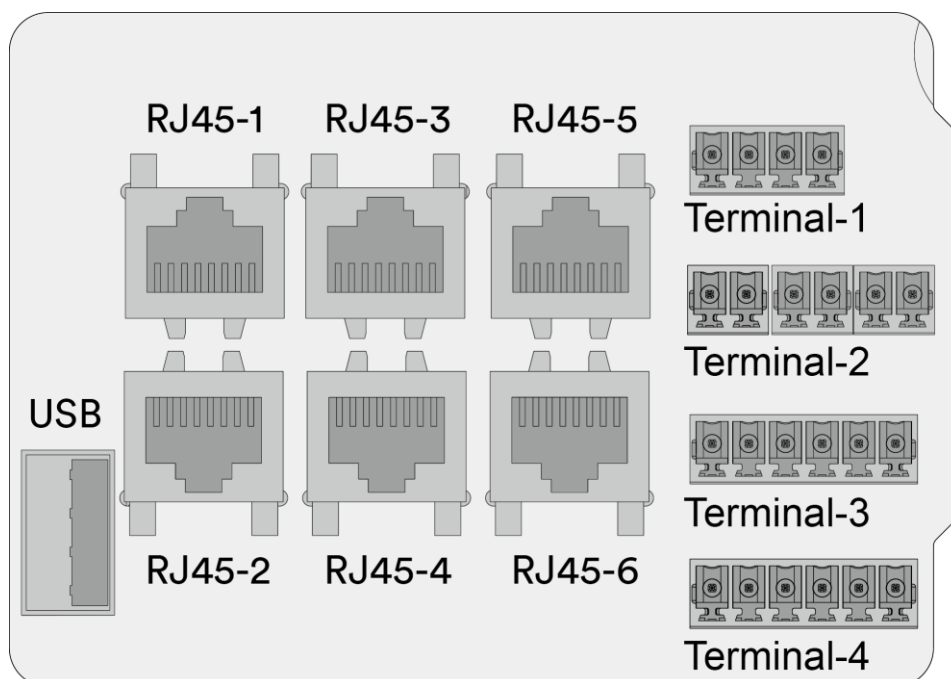 RJ45-1 RJ45-3 RJ45-5
Terminal-1
Terminal-2
USB
Terminal-3
RJ45-2 RJ45-4 RJ45-6
Terminal-4